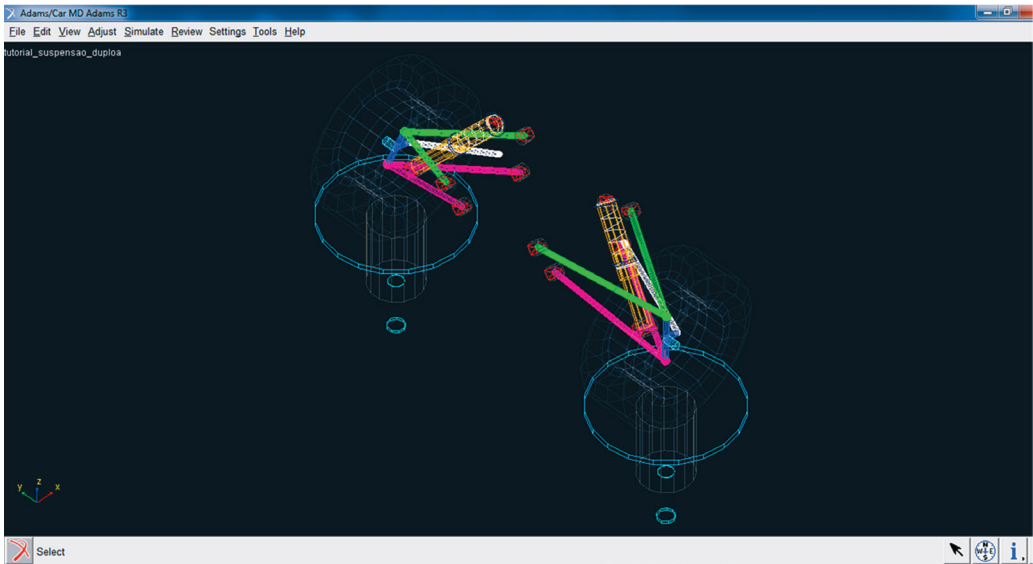 Adams/Car MD Adams R3
File Edit View Adjust Simulate Review Settings Tools Help
tutorial_suspensao_duploa
y z x
Select
N
W E
S
i